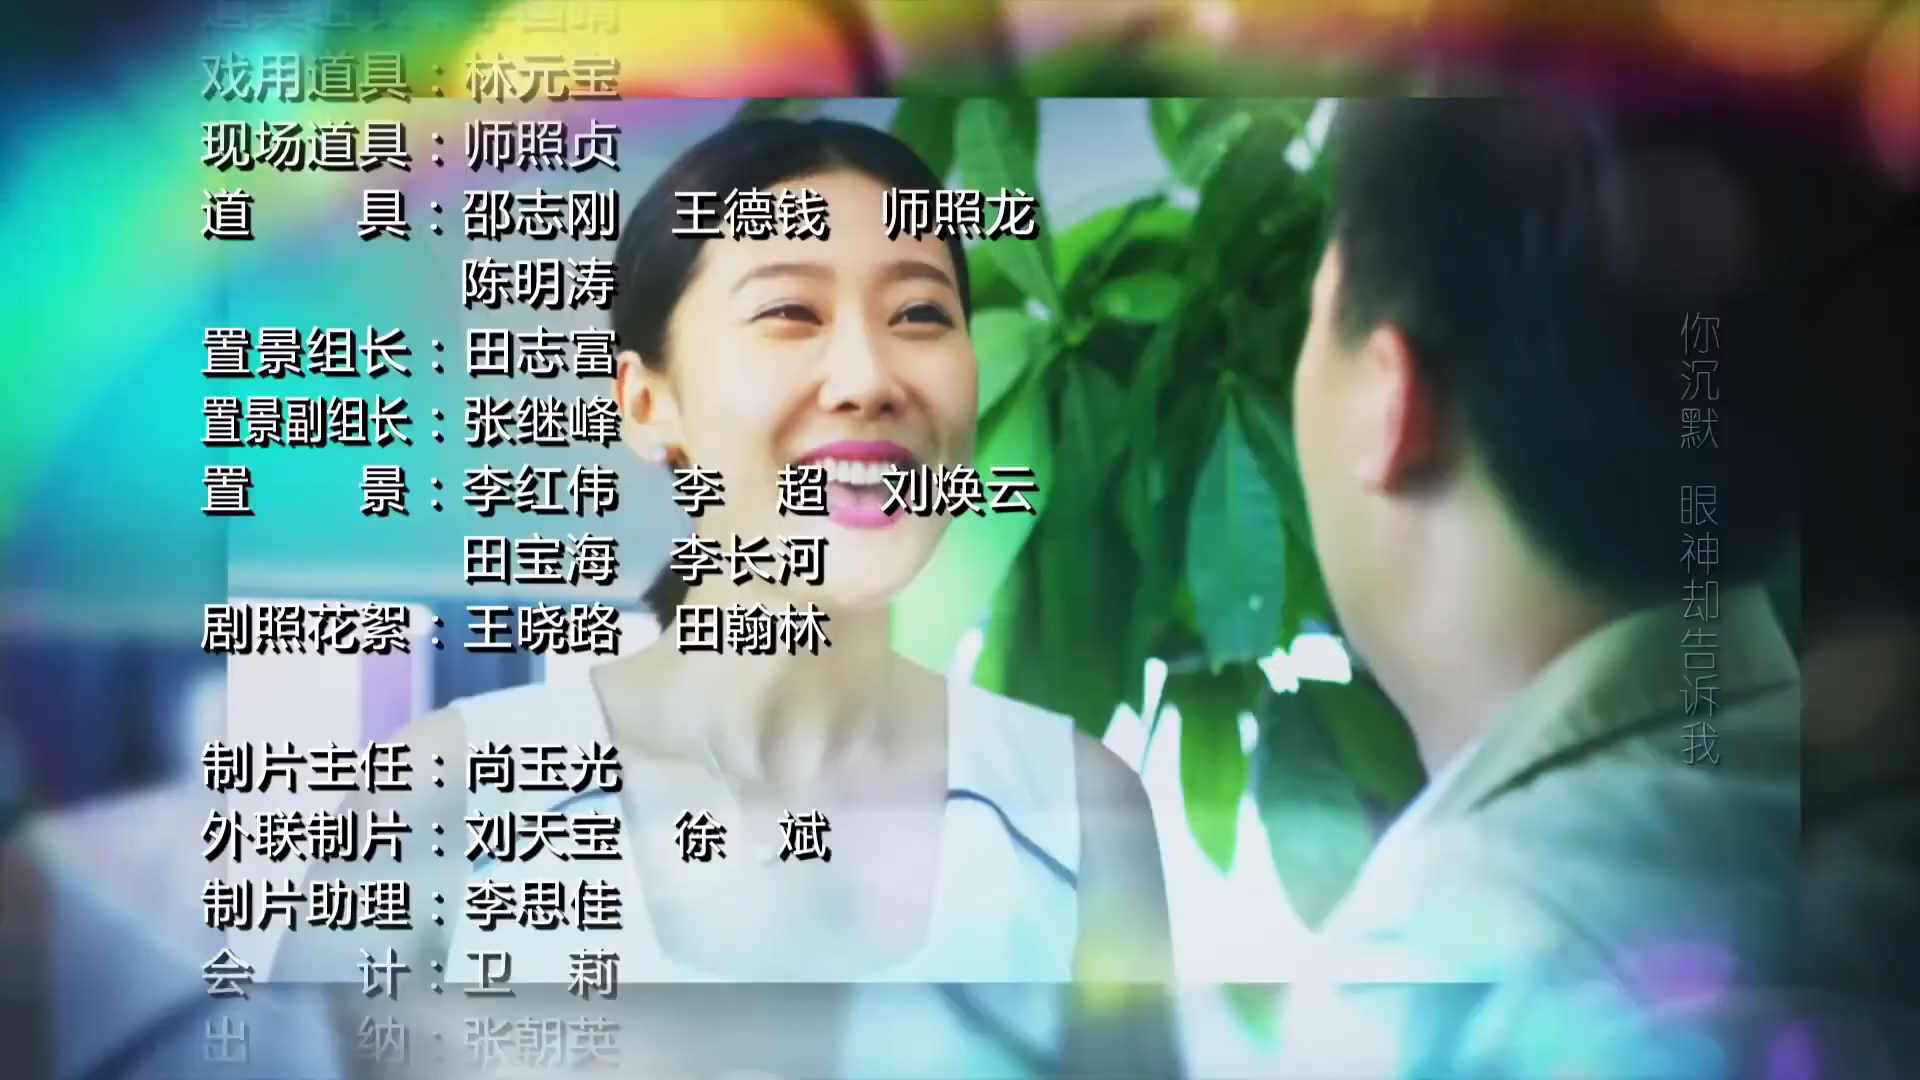 戏用道具：林元宝
现场道具：师照贞
道　　具：邵志刚　王德钱　师照龙
陈明涛
置景组长：田志富
置景副组长：张继峰
置　　景：李红伟　李　超　刘焕云
田宝海　李长河
剧照花絮：王晓路　田翰林
制片主任：尚玉光
外联制片：刘天宝　徐　斌
制片助理：李思佳
会　　计：卫　莉
出　　纳：张朝英
你沉默 眼神却告诉我